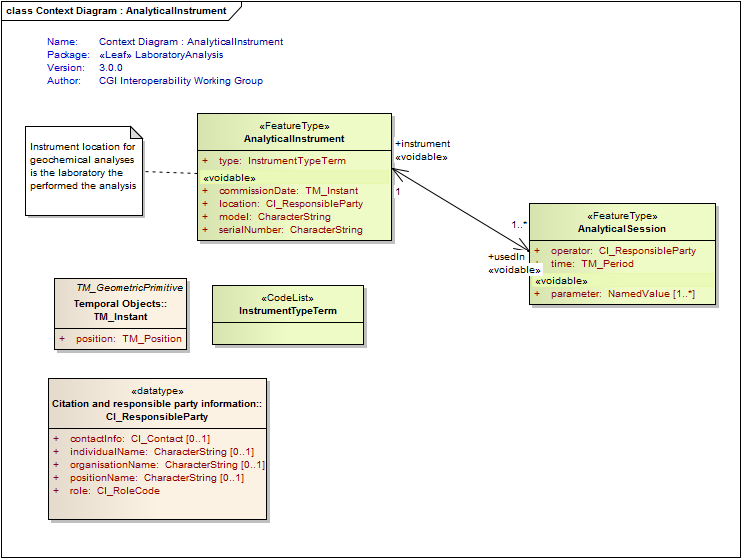 class Context Diagram : AnalyticalInstrument
Name: Context Diagram : AnalyticalInstrument
Package: «Leaf» LaboratoryAnalysis
Version: 3.0.0
Author: CGI Interoperability Working Group
Instrument location for
geochemical analyses
is the laboratory the
performed the analysis
«FeatureType»
AnalyticalInstrument
+ type: InstrumentTypeTerm
«voidable»
+ commissionDate: TM_Instant
+ location: CI_ResponsibleParty
+ model: CharacterString
+ serialNumber: CharacterString
+instrument
«voidable»
1
1..*
+usedIn
«voidable»
«FeatureType»
AnalyticalSession
+ operator: CI_ResponsibleParty
+ time: TM_Period
«voidable»
+ parameter: NamedValue [1..*]
TM_GeometricPrimitive
Temporal Objects::
TM_Instant
+ position: TM_Position
«CodeList»
InstrumentTypeTerm
«datatype»
Citation and responsible party information::
CI_ResponsibleParty
+ contactInfo: CI_Contact [0..1]
+ individualName: CharacterString [0..1]
+ organisationName: CharacterString [0..1]
+ positionName: CharacterString [0..1]
+ role: CI_RoleCode